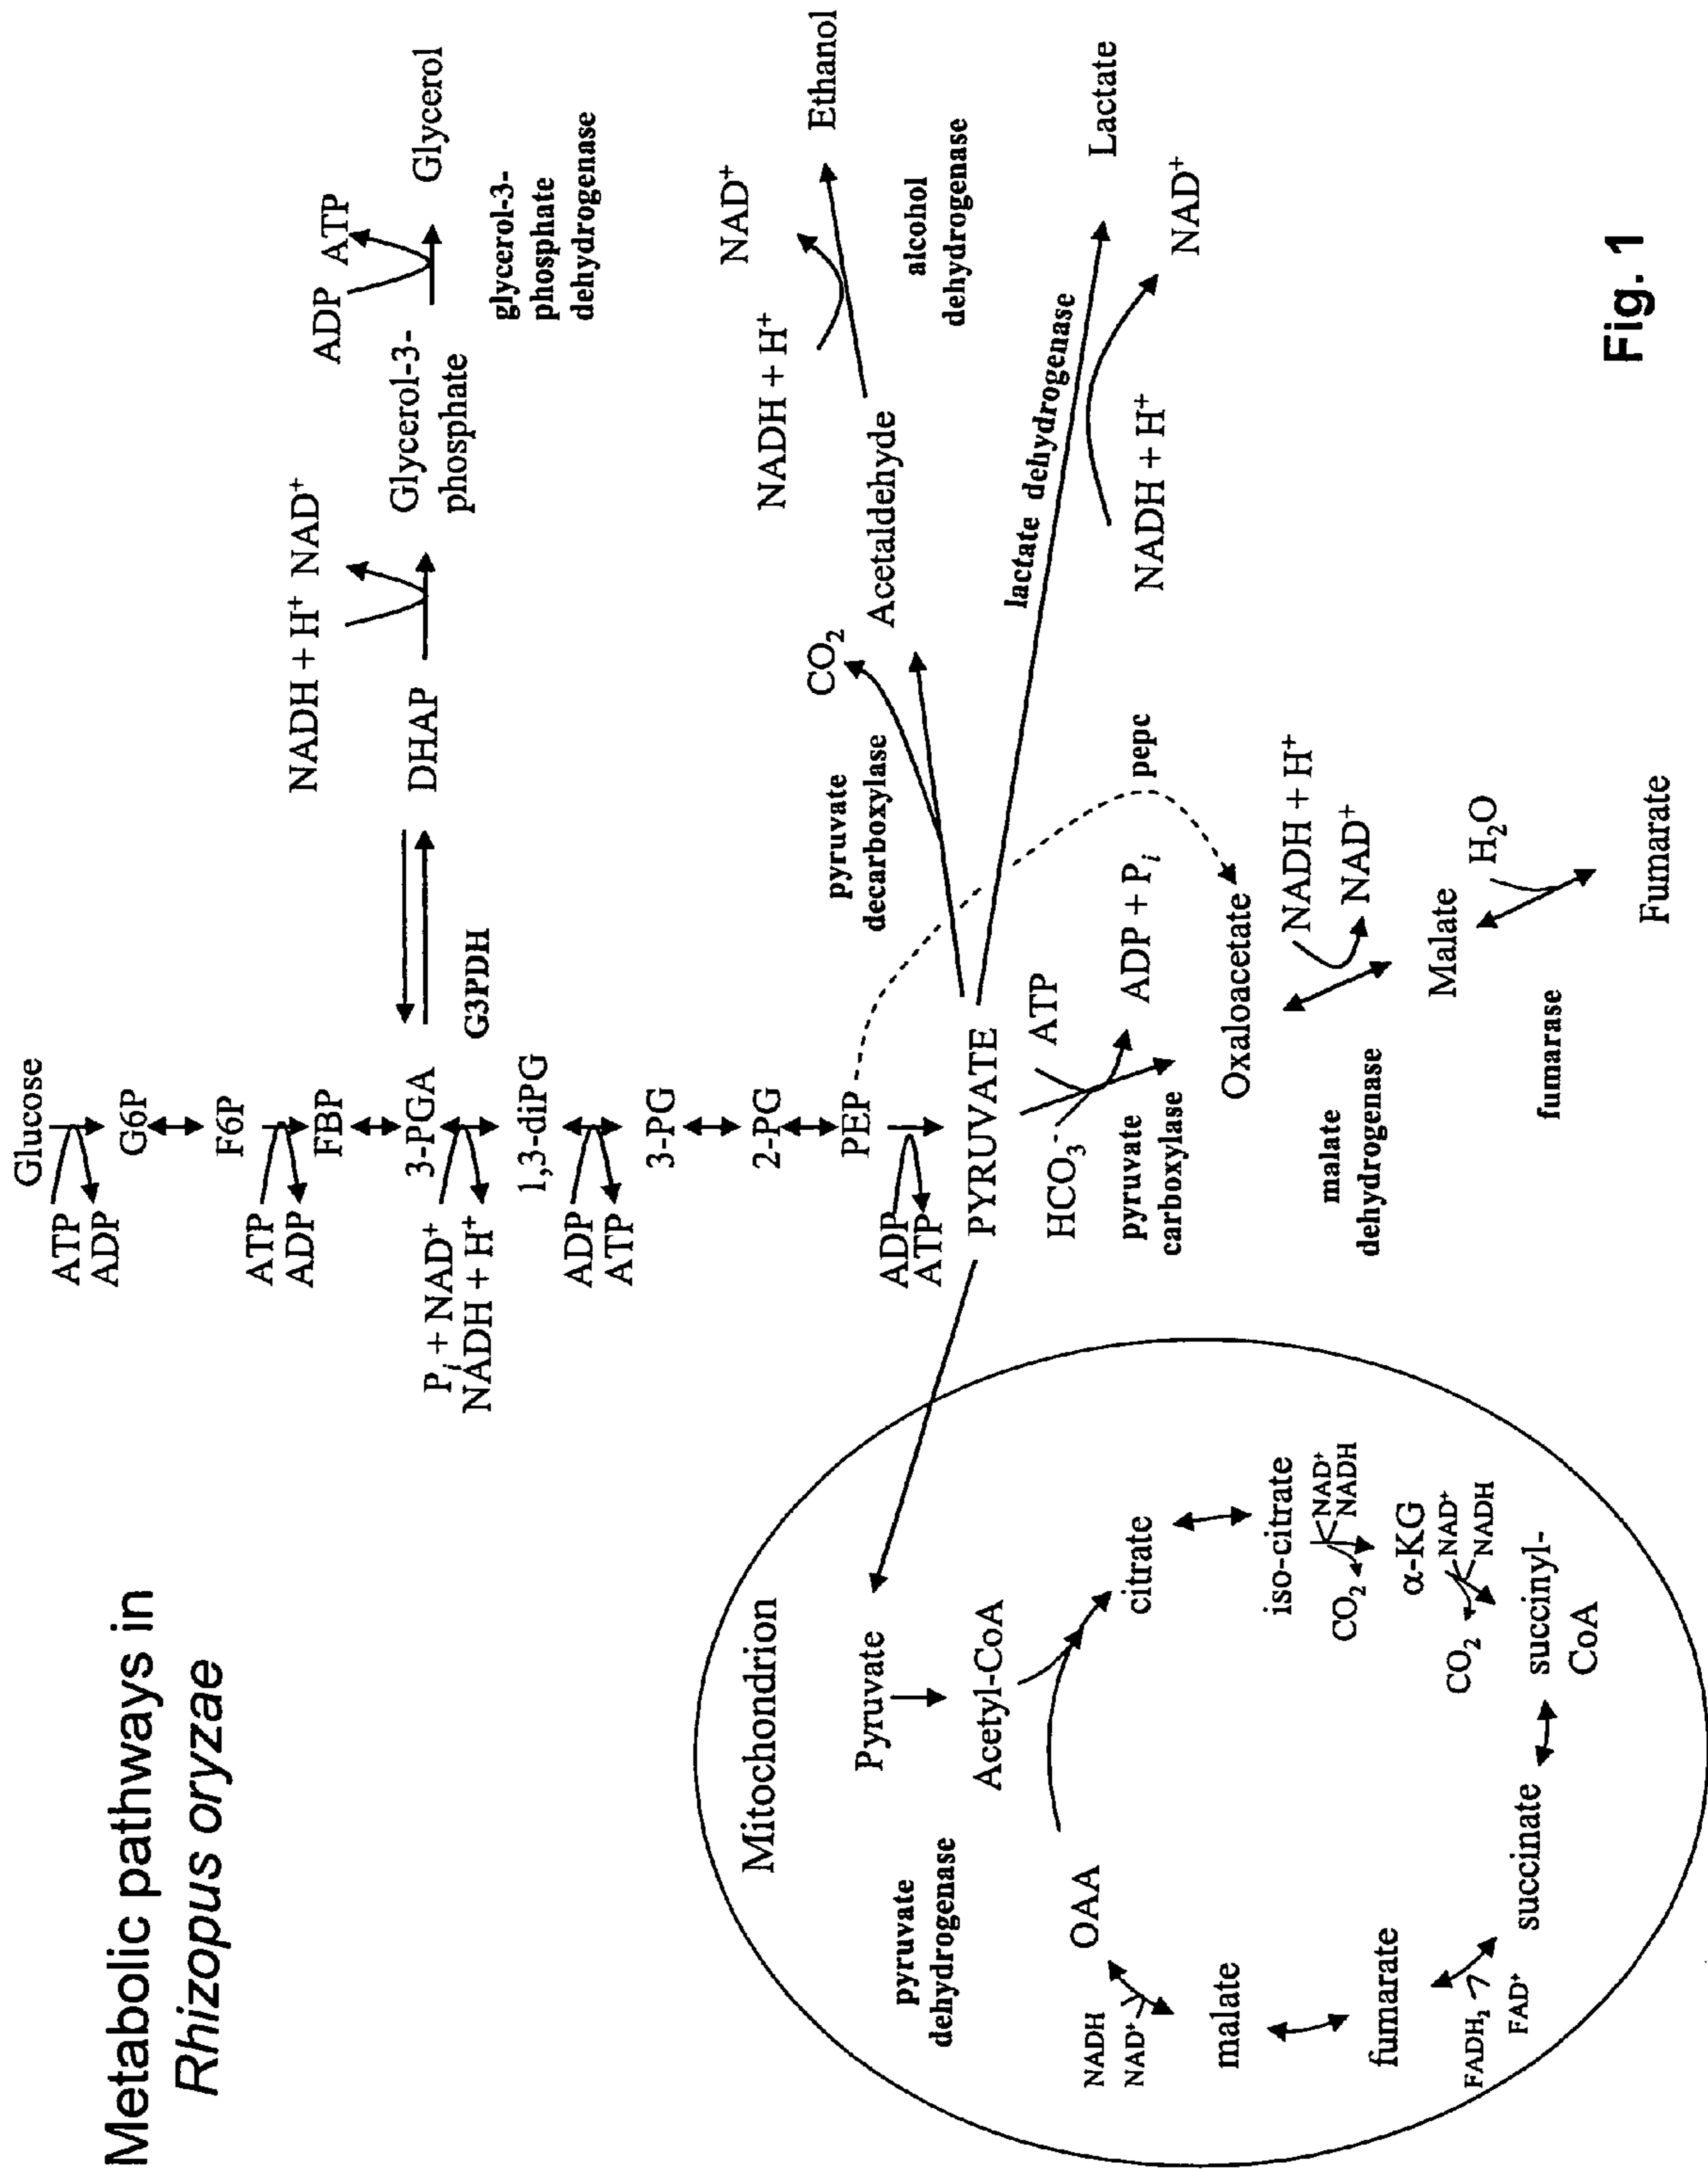 Metabolic pathways in
Rhizopus oryzae
Glucose
ATP
ADP
G6P
F6P
ATP
ADP
FBP
3-PGA
G3PDH
DHAP
NADH + H⁺ NAD⁺
Glycerol-3-
phosphate
ADP ATP
Glycerol
glycerol-3-
phosphate
dehydrogenase
Pᵢ + NAD⁺
NADH + H⁺
1,3-diPG
ADP
ATP
3-PG
2-PG
PEP
ADP
ATP
PYRUVATE
pyruvate
decarboxylase
CO₂
Acetaldehyde
NADH + H⁺
NAD⁺
Ethanol
alcohol
dehydrogenase
lactate dehydrogenase
NADH + H⁺
NAD⁺
Lactate
pepc
HCO₃⁻
ATP
ADP + Pᵢ
pyruvate
carboxylase
Oxaloacetate
malate
dehydrogenase
NADH + H⁺
NAD⁺
Malate
H₂O
fumarase
Fumarate
Mitochondrion
Pyruvate
pyruvate
dehydrogenase
Acetyl-CoA
OAA
citrate
iso-citrate
NAD⁺
NADH
CO₂
α-KG
NAD⁺
NADH
CO₂
succinyl-
CoA
succinate
FADH₂
FAD⁺
fumarate
malate
NADH
NAD⁺
Fig. 1